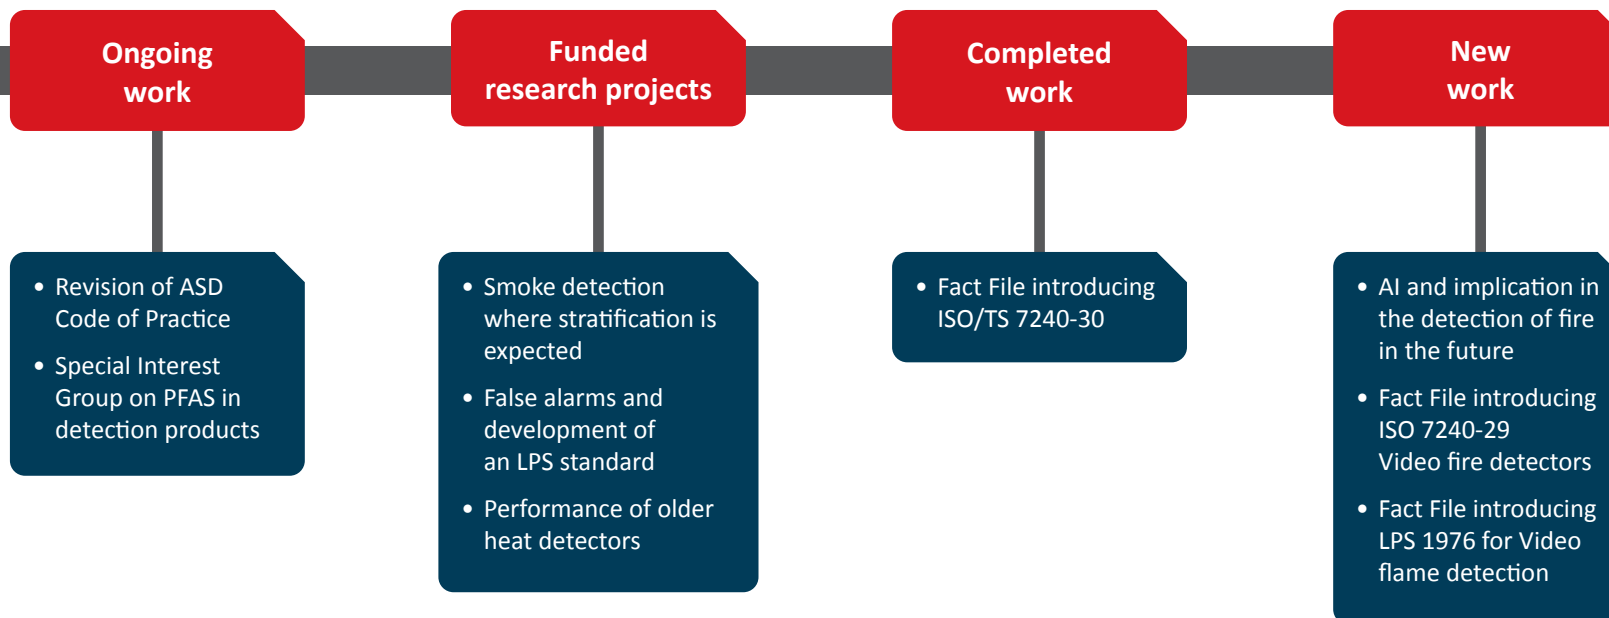 Ongoing
work
Funded
research projects
Completed
work
New
work
• Revision of ASD
Code of Practice
• Special Interest
Group on PFAS in
detection products
• Smoke detection
where stratification is
expected
• False alarms and
development of
an LPS standard
• Performance of older
heat detectors
• Fact File introducing
ISO/TS 7240-30
• AI and implication in
the detection of fire
in the future
• Fact File introducing
ISO 7240-29
Video fire detectors
• Fact File introducing
LPS 1976 for Video
flame detection